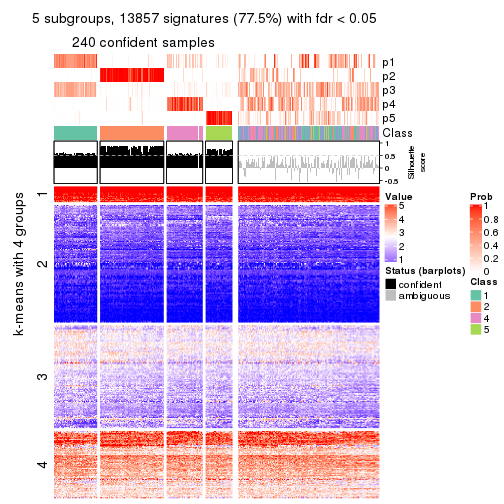 5 subgroups, 13857 signatures (77.5%) with fdr < 0.05
240 confident samples
p1
p2
p3
p4
p5
Class
1
0.5
0
-0.5
Silhouette
score
k-means with 4 groups
1
2
3
4
Value
5
4
3
2
1
Status (barplots)
confident
ambiguous
Prob
1
0.8
0.6
0.4
0.2
0
Class
1
2
4
5